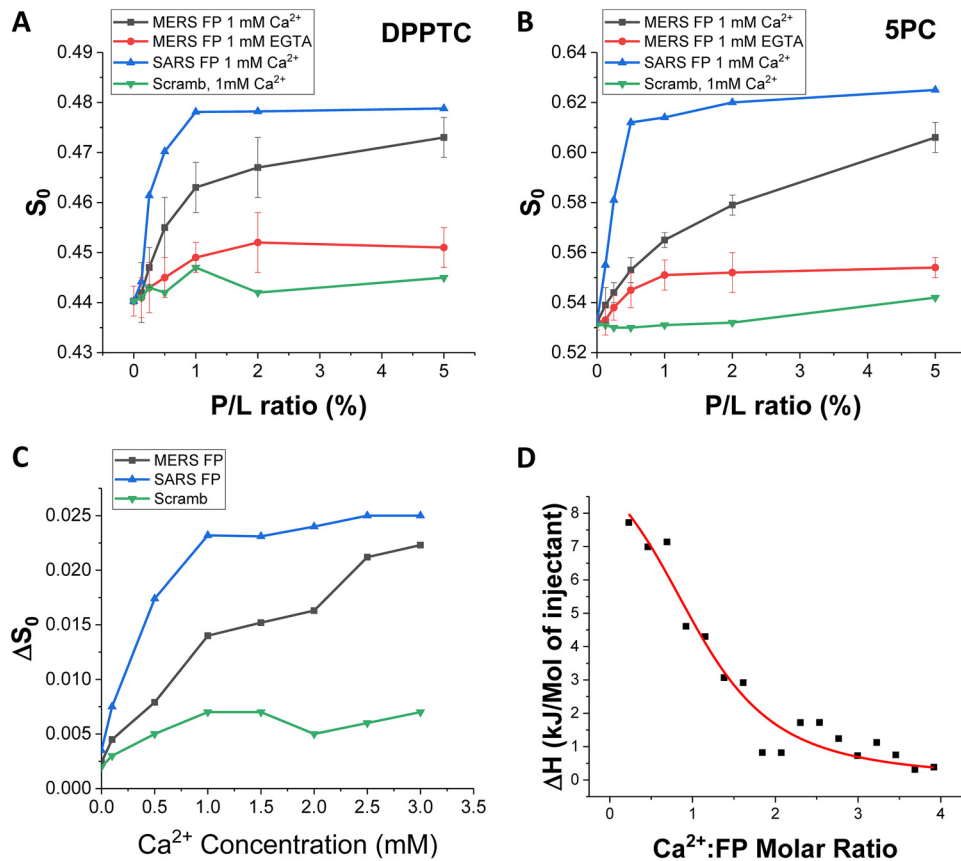 A
MERS FP 1 mM Ca²⁺
MERS FP 1 mM EGTA
SARS FP 1 mM Ca²⁺
Scramb, 1mM Ca²⁺
DPPTC
0.49
0.48
0.47
0.46
0.45
0.44
0.43
S₀
0 1 2 3 4 5
P/L ratio (%)
B
MERS FP 1 mM Ca²⁺
MERS FP 1 mM EGTA
SARS FP 1 mM Ca²⁺
Scramb, 1mM Ca²⁺
5PC
0.64
0.62
0.60
0.58
0.56
0.54
0.52
S₀
0 1 2 3 4 5
P/L ratio (%)
C
MERS FP
SARS FP
Scramb
0.025
0.020
0.015
0.010
0.005
0.000
ΔS₀
0.0 0.5 1.0 1.5 2.0 2.5 3.0 3.5
Ca²⁺ Concentration (mM)
D
8
7
6
5
4
3
2
1
0
ΔH (kJ/Mol of injectant)
0 1 2 3 4
Ca²⁺:FP Molar Ratio